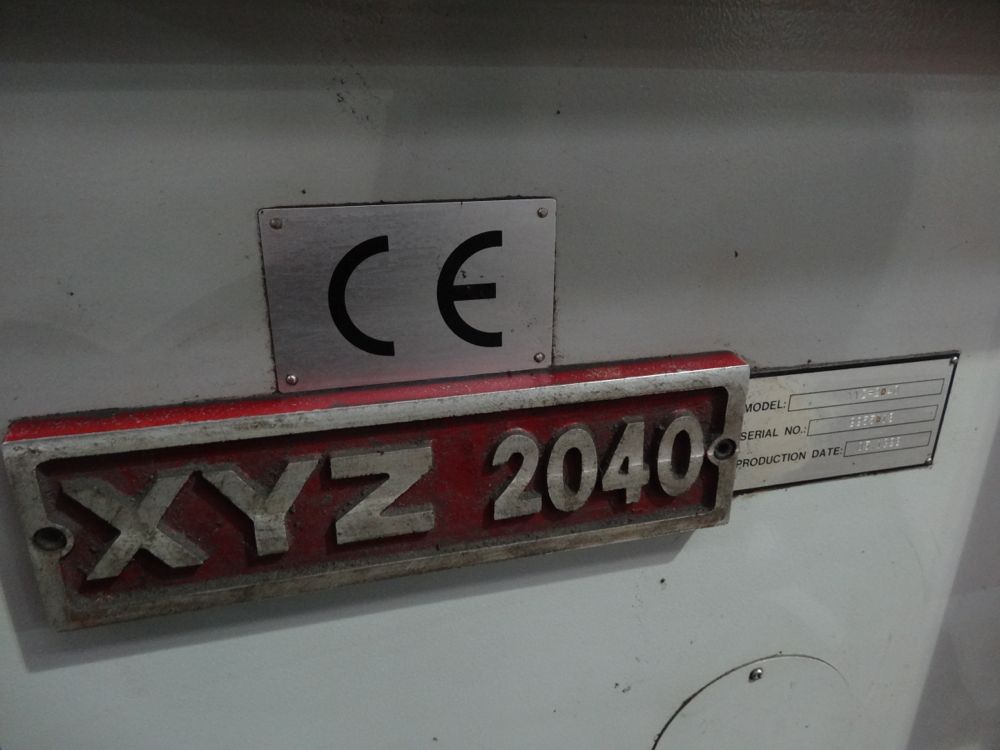 CE
XYZ 2040
MODEL:
SERIAL NO.:
PRODUCTION DATE: